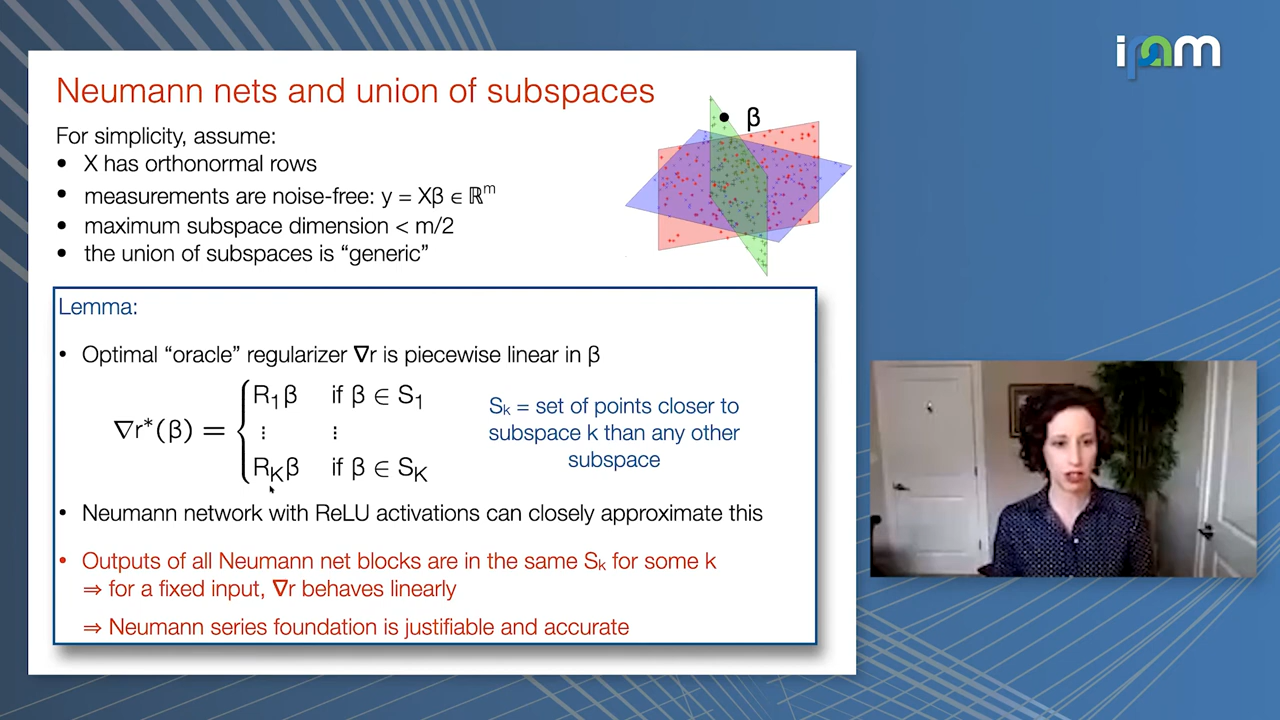 ipam
Neumann nets and union of subspaces
β
For simplicity, assume:
• X has orthonormal rows
• measurements are noise-free: y = Xβ ∈ ℝᵐ
• maximum subspace dimension < m/2
• the union of subspaces is “generic”
Lemma:
• Optimal “oracle” regularizer ∇r is piecewise linear in β
∇r*(β) = { R₁β if β ∈ S₁
⋮ ⋮
R_Kβ if β ∈ S_K
Sₖ = set of points closer to
subspace k than any other
subspace
• Neumann network with ReLU activations can closely approximate this
• Outputs of all Neumann net blocks are in the same Sₖ for some k
⇒ for a fixed input, ∇r behaves linearly
⇒ Neumann series foundation is justifiable and accurate